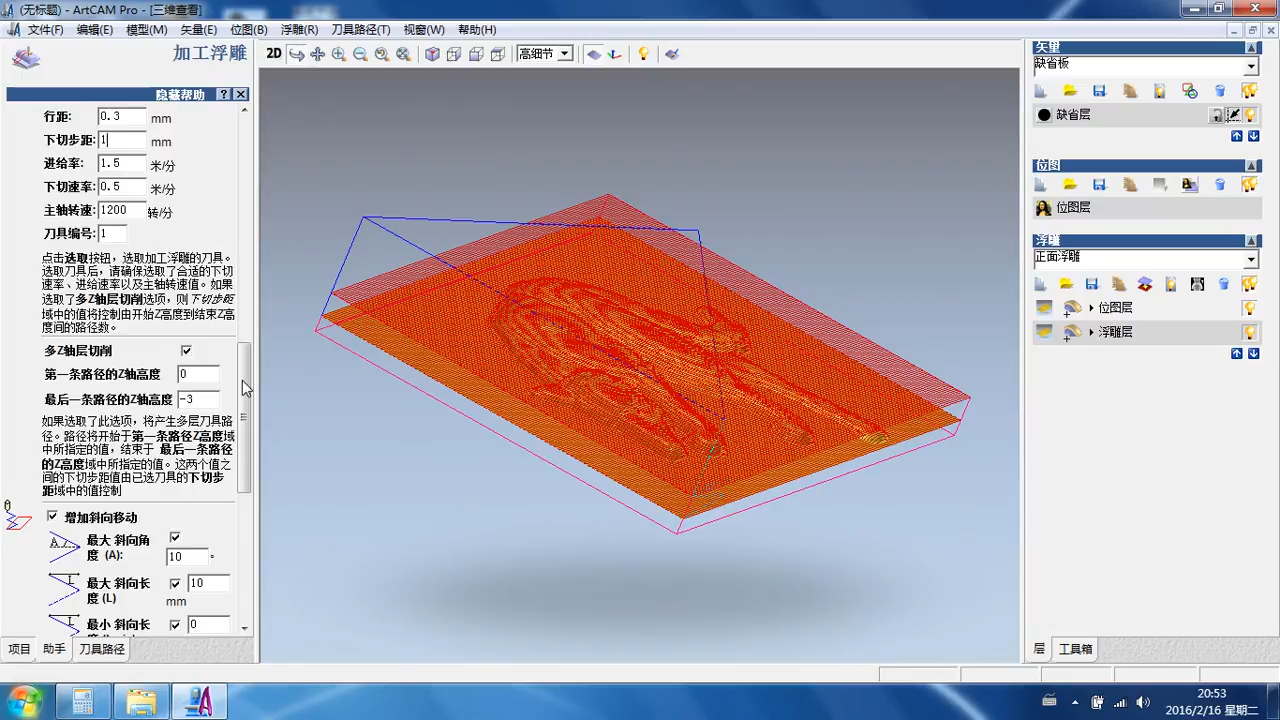 (无标题) - ArtCAM Pro - [三维查看]
文件(F) 编辑(E) 模型(M) 矢量(E) 位图(B) 浮雕(R) 刀具路径(T) 视窗(W) 帮助(H)
加工浮雕
2D
高细节
隐藏帮助 ? X
行距: 0.3 mm
下切步距: 1 mm
进给率: 1.5 米/分
下切速率: 0.5 米/分
主轴转速: 1200 转/分
刀具编号: 1
点击选取按钮，选取加工浮雕的刀具。
选取刀具后，请确保选取了合适的下切
速率、进给速率以及主轴转速值。如果
选取了多Z轴层切削选项，则 下切步距
域中的值将控制由开始Z高度到结束Z高
度间的路径数。
多Z轴层切削
第一条路径的Z轴高度 0
最后一条路径的Z轴高度 -3
如果选取了此选项，将产生多层刀具路
径。路径将开始于第一条路径Z高度域
中所指定的值，结束于 最后一条路径
的Z高度域中所指定的值。这两个值之
间的下切步距值由已选刀具的下切步
距域中的值控制
增加斜向移动
最大 斜向角
度 (A): 10 °
最大 斜向长 10
度 (L) mm
最小 斜向长 0
项目 助手 刀具路径
矢量
缺省板
缺省层
位图
位图层
浮雕
正面浮雕
位图层
浮雕层
层 工具箱
20:53
2016/2/16 星期二